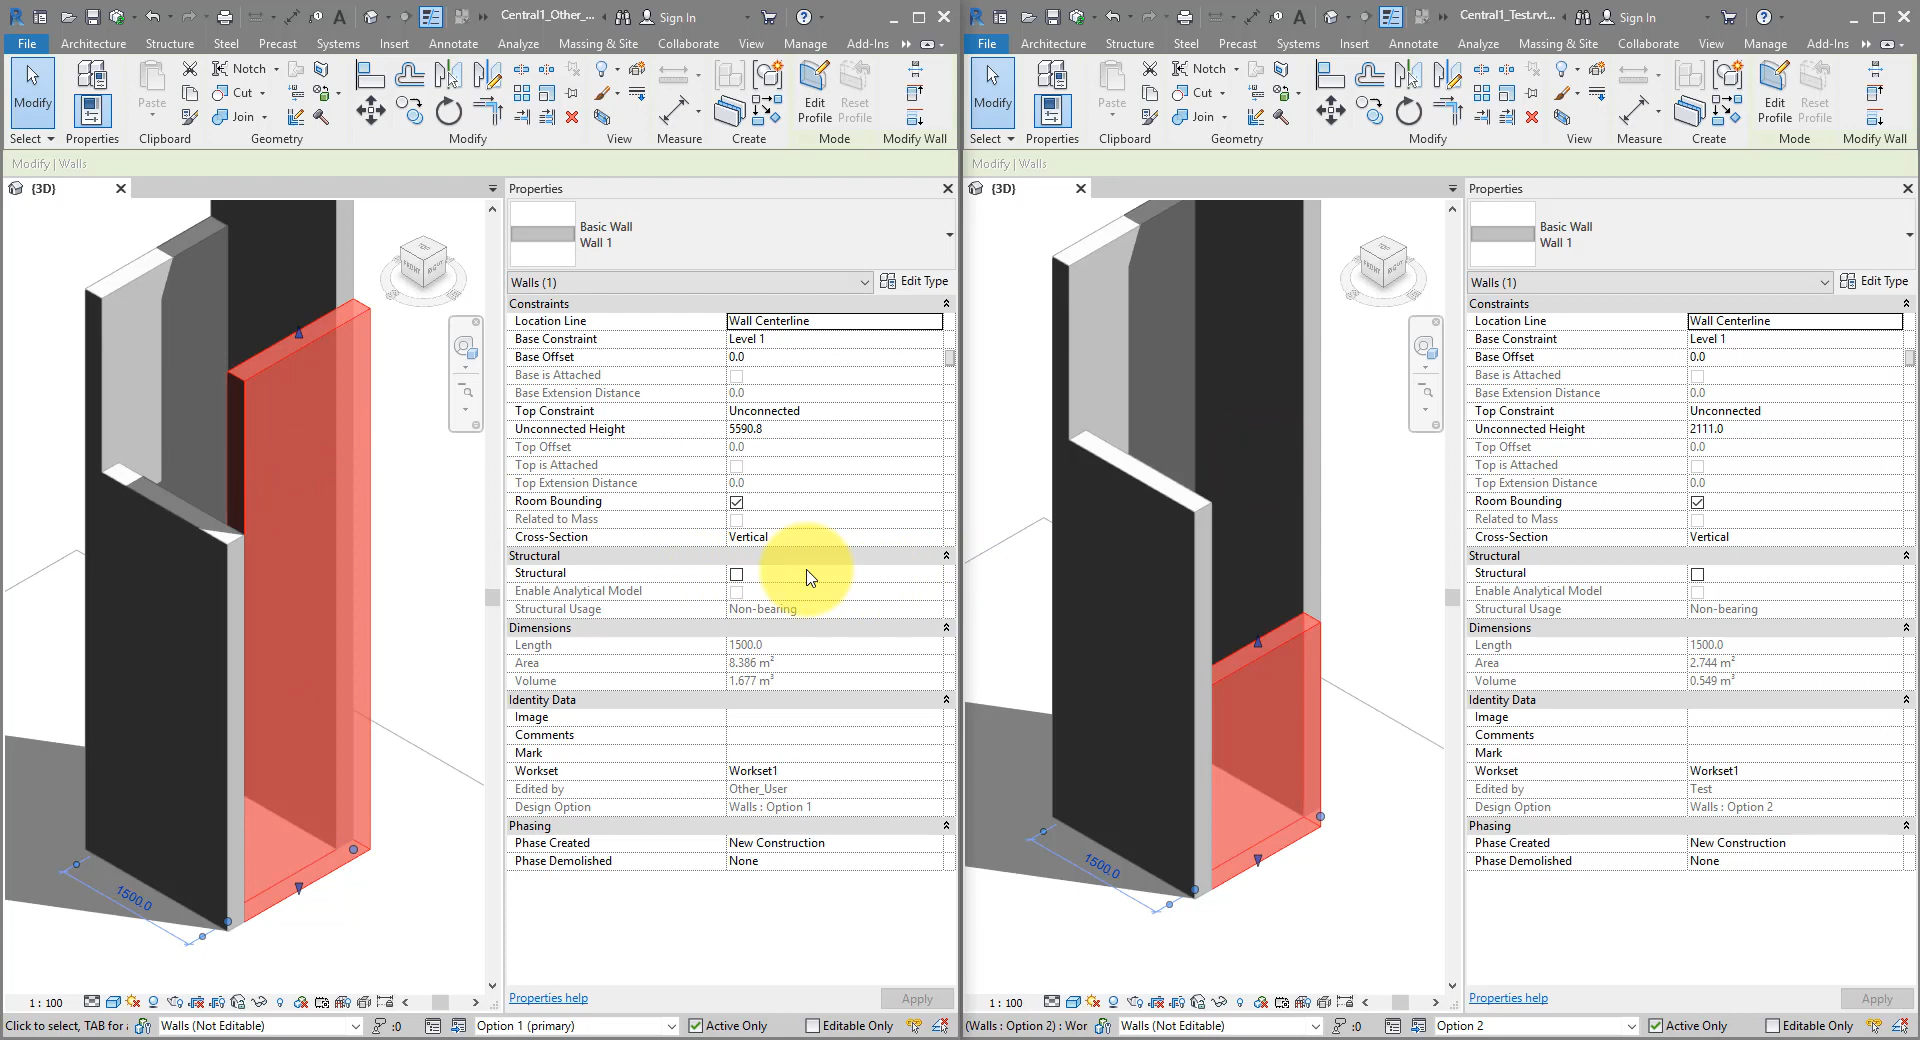 Central1_Other_...
Sign In
File
Architecture
Structure
Steel
Precast
Systems
Insert
Annotate
Analyze
Massing & Site
Collaborate
View
Manage
Add-Ins
Modify
Paste
Notch
Cut
Join
Edit
Profile
Reset
Profile
Select
Properties
Clipboard
Geometry
Modify
View
Measure
Create
Mode
Modify Wall
Modify | Walls
{3D}
TOP
FRONT
RIGHT
1500.0
Properties
Basic Wall
Wall 1
Walls (1)
Edit Type
Constraints
Location Line Wall Centerline
Base Constraint Level 1
Base Offset 0.0
Base is Attached
Base Extension Distance 0.0
Top Constraint Unconnected
Unconnected Height 5590.8
Top Offset 0.0
Top is Attached
Top Extension Distance 0.0
Room Bounding
Related to Mass
Cross-Section Vertical
Structural
Structural
Enable Analytical Model
Structural Usage Non-bearing
Dimensions
Length 1500.0
Area 8.386 m²
Volume 1.677 m³
Identity Data
Image
Comments
Mark
Workset Workset1
Edited by Other_User
Design Option Walls : Option 1
Phasing
Phase Created New Construction
Phase Demolished None
Properties help
Apply
1 : 100
Click to select, TAB for a
Walls (Not Editable)
:0
Option 1 (primary)
Active Only
Editable Only
Central1_Test.rvt...
Sign In
File
Architecture
Structure
Steel
Precast
Systems
Insert
Annotate
Analyze
Massing & Site
Collaborate
View
Manage
Add-Ins
Modify
Paste
Notch
Cut
Join
Edit
Profile
Reset
Profile
Select
Properties
Clipboard
Geometry
Modify
View
Measure
Create
Mode
Modify Wall
Modify | Walls
{3D}
TOP
FRONT
RIGHT
1500.0
Properties
Basic Wall
Wall 1
Walls (1)
Edit Type
Constraints
Location Line Wall Centerline
Base Constraint Level 1
Base Offset 0.0
Base is Attached
Base Extension Distance 0.0
Top Constraint Unconnected
Unconnected Height 2111.0
Top Offset 0.0
Top is Attached
Top Extension Distance 0.0
Room Bounding
Related to Mass
Cross-Section Vertical
Structural
Structural
Enable Analytical Model
Structural Usage Non-bearing
Dimensions
Length 1500.0
Area 2.744 m²
Volume 0.549 m³
Identity Data
Image
Comments
Mark
Workset Workset1
Edited by Test
Design Option Walls : Option 2
Phasing
Phase Created New Construction
Phase Demolished None
Properties help
Apply
1 : 100
(Walls : Option 2) : Wor
Walls (Not Editable)
:0
Option 2
Active Only
Editable Only